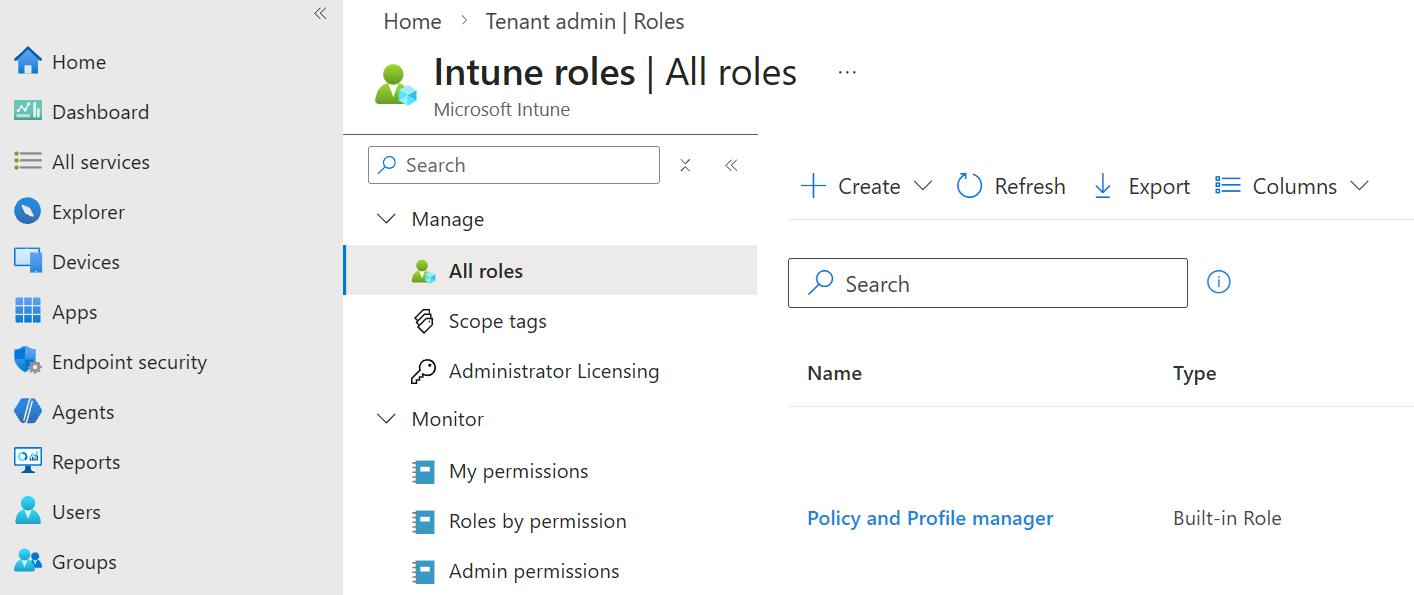 Home
Dashboard
All services
Explorer
Devices
Apps
Endpoint security
Agents
Reports
Users
Groups
Home > Tenant admin | Roles
Intune roles | All roles ...
Microsoft Intune
Search
Manage
All roles
Scope tags
Administrator Licensing
Monitor
My permissions
Roles by permission
Admin permissions
Create Refresh Export Columns
Search
Name Type
Policy and Profile manager Built-in Role